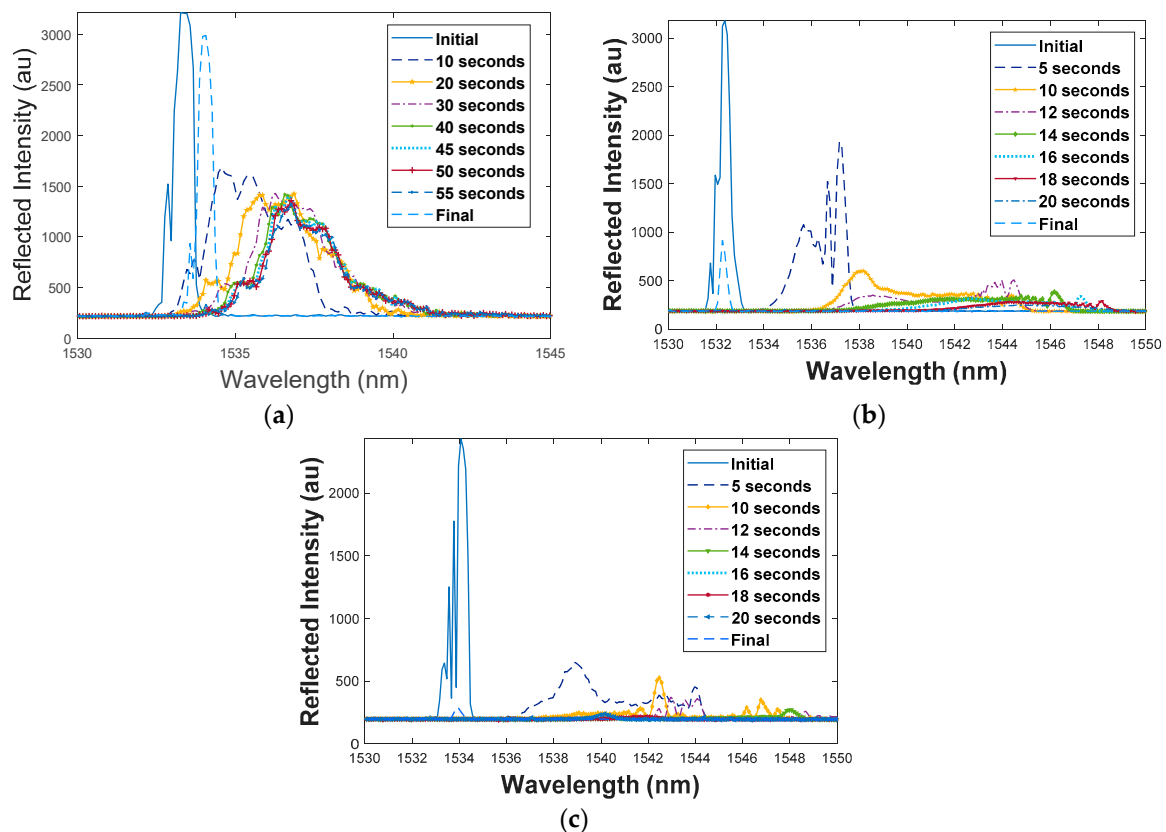 Reflected Intensity (au)
3000
2500
2000
1500
1000
500
0
1530
1535
1540
1545
Wavelength (nm)
Initial
10 seconds
20 seconds
30 seconds
40 seconds
45 seconds
50 seconds
55 seconds
Final
(a)
Reflected Intensity (au)
3000
2500
2000
1500
1000
500
0
1530
1532
1534
1536
1538
1540
1542
1544
1546
1548
1550
Wavelength (nm)
Initial
5 seconds
10 seconds
12 seconds
14 seconds
16 seconds
18 seconds
20 seconds
Final
(b)
Reflected Intensity (au)
2000
1500
1000
500
0
1530
1532
1534
1536
1538
1540
1542
1544
1546
1548
1550
Wavelength (nm)
Initial
5 seconds
10 seconds
12 seconds
14 seconds
16 seconds
18 seconds
20 seconds
Final
(c)